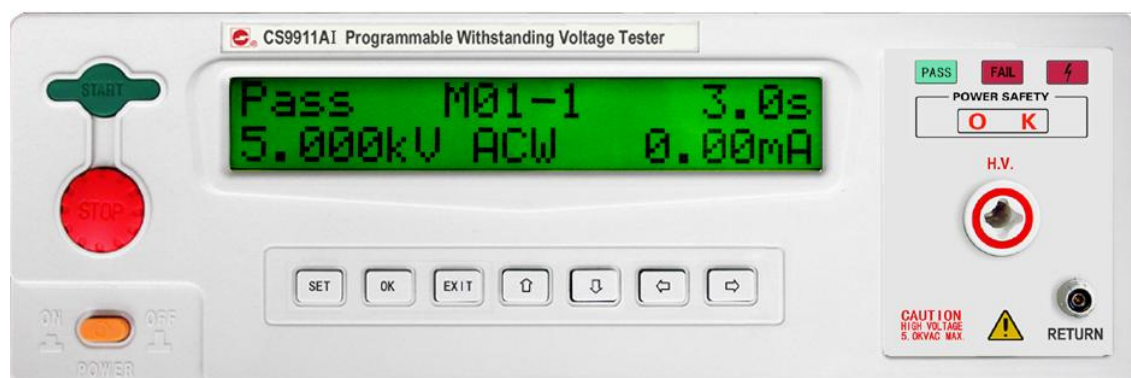 CS9911AI Programmable Withstanding Voltage Tester
START
STOP
ON
OFF
POWER
Pass M01-1 3.0s
5.000kV ACW 0.00mA
SET
OK
EXIT
PASS
FAIL
POWER SAFETY
O K
H.V.
CAUTION
HIGH VOLTAGE
5.0KVAC MAX
RETURN